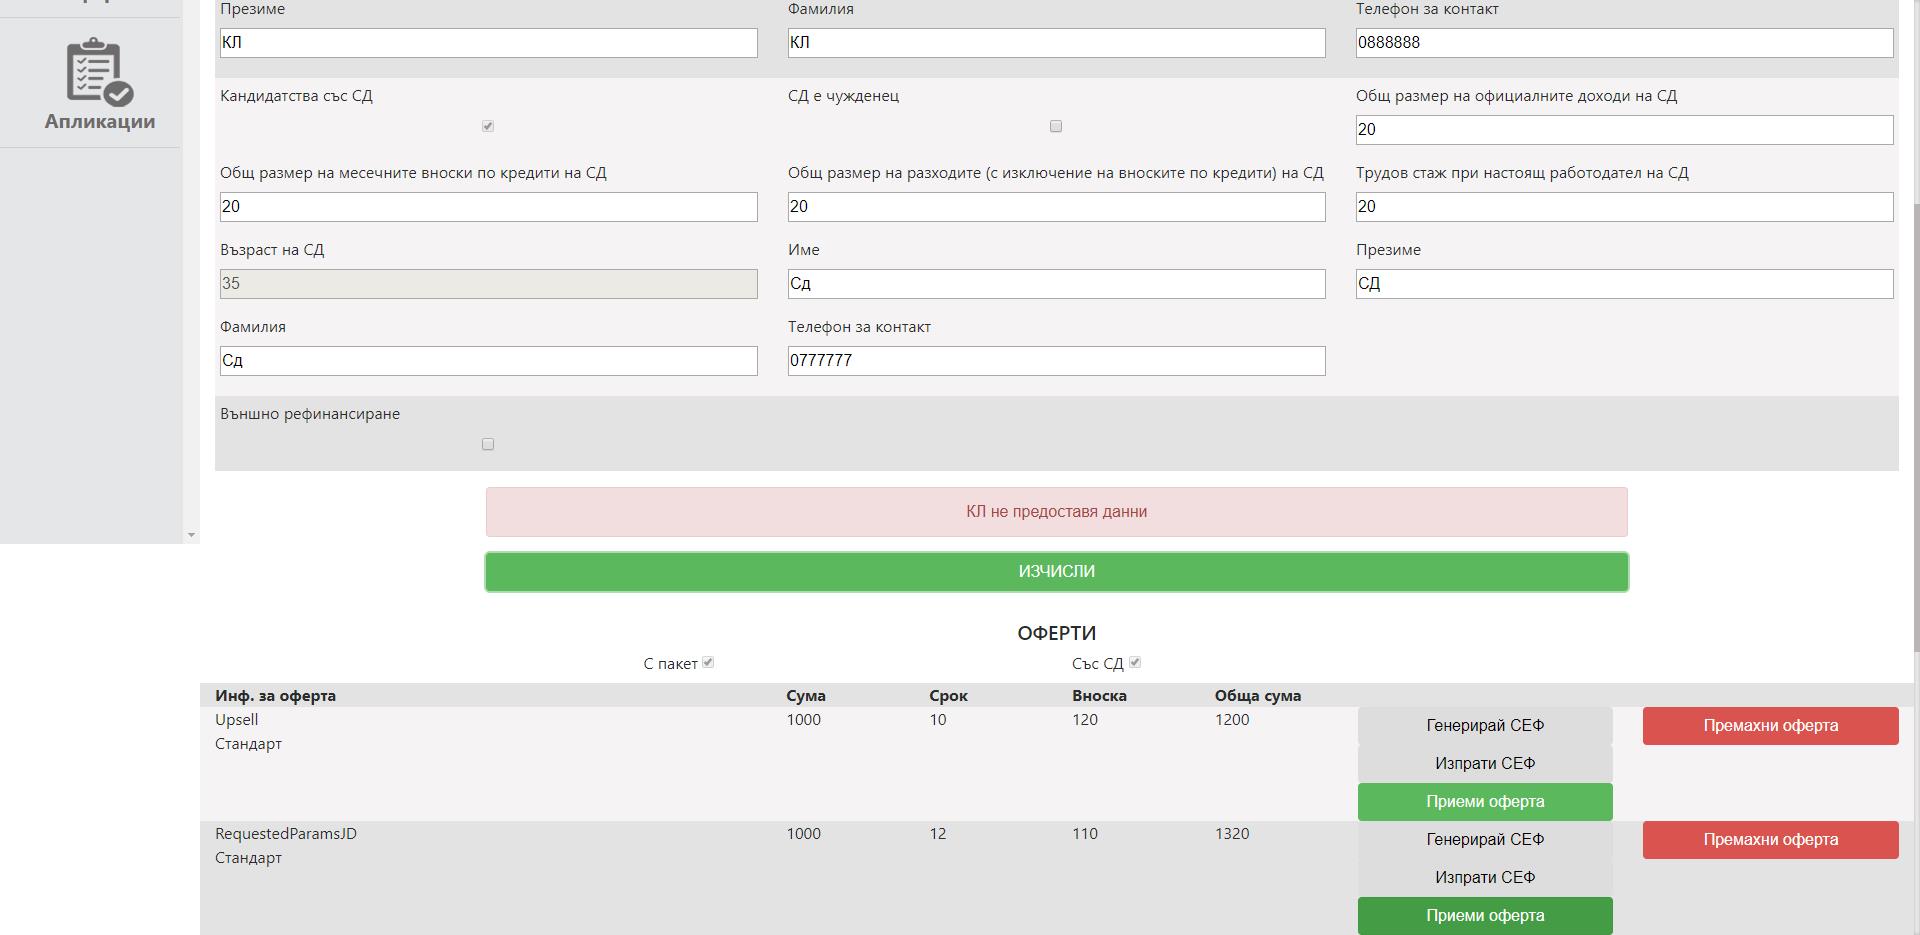 Презиме Фамилия Телефон за контакт
КЛ КЛ 0888888
Апликации
Кандидатства със СД СД е чужденец Общ размер на официалните доходи на СД
20
Общ размер на месечните вноски по кредити на СД Общ размер на разходите (с изключение на вноските по кредити) на СД Трудов стаж при настоящ работодател на СД
20 20 20
Възраст на СД Име Презиме
35 Сд СД
Фамилия Телефон за контакт
Сд 0777777
Външно рефинансиране
КЛ не предоставя данни
ИЗЧИСЛИ
ОФЕРТИ
С пакет Със СД
Инф. за оферта Сума Срок Вноска Обща сума
Upsell 1000 10 120 1200 Генерирай СЕФ Премахни оферта
Стандарт
Изпрати СЕФ
Приеми оферта
RequestedParamsJD 1000 12 110 1320 Генерирай СЕФ Премахни оферта
Стандарт
Изпрати СЕФ
Приеми оферта